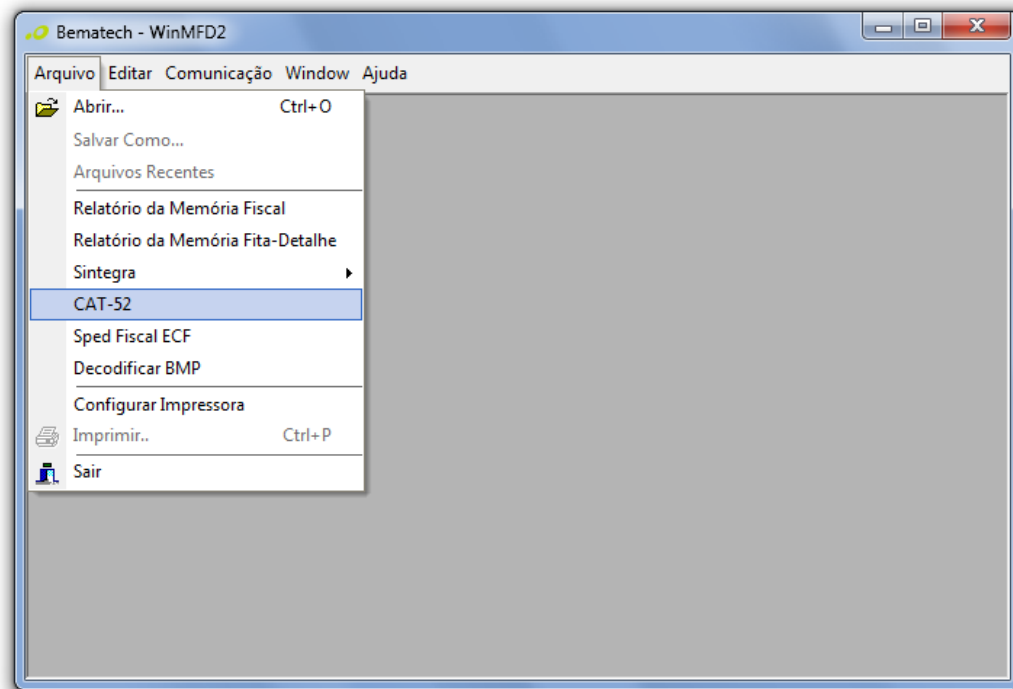 Bematech - WinMFD2
Arquivo Editar Comunicação Window Ajuda
Abrir... Ctrl+O
Salvar Como...
Arquivos Recentes
Relatório da Memória Fiscal
Relatório da Memória Fita-Detalhe
Sintegra
CAT-52
Sped Fiscal ECF
Decodificar BMP
Configurar Impressora
Imprimir.. Ctrl+P
Sair